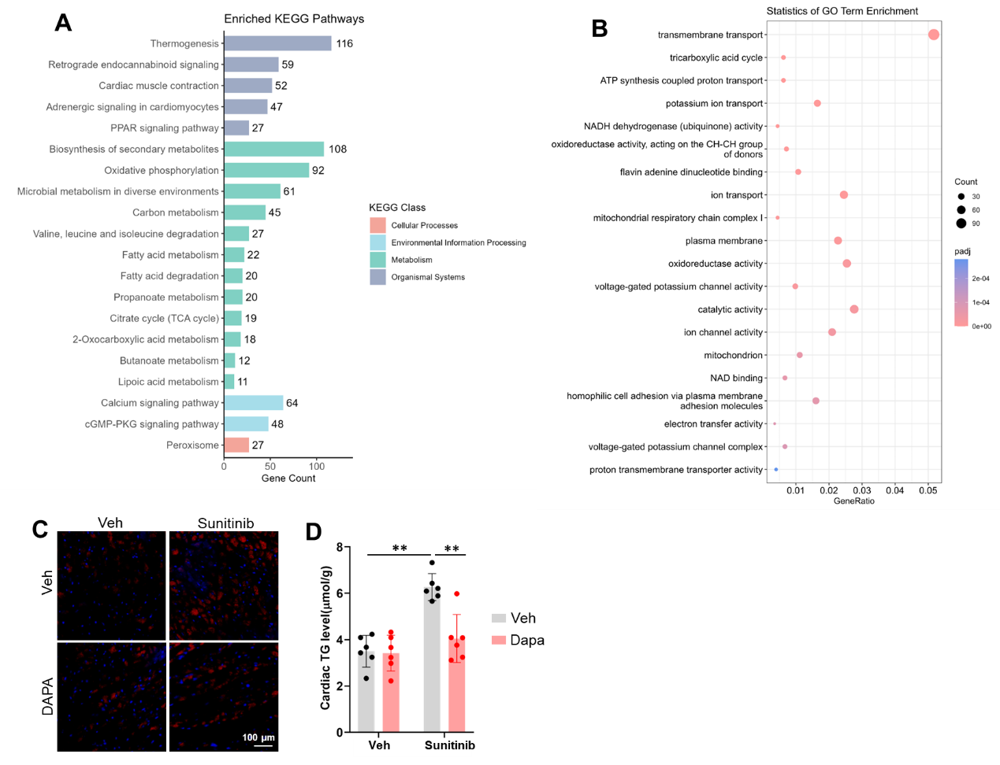 A
Enriched KEGG Pathways
Thermogenesis 116
Retrograde endocannabinoid signaling 59
Cardiac muscle contraction 52
Adrenergic signaling in cardiomyocytes 47
PPAR signaling pathway 27
Biosynthesis of secondary metabolites 108
Oxidative phosphorylation 92
Microbial metabolism in diverse environments 61
Carbon metabolism 45
Valine, leucine and isoleucine degradation 27
Fatty acid metabolism 22
Fatty acid degradation 20
Propanoate metabolism 20
Citrate cycle (TCA cycle) 19
2-Oxocarboxylic acid metabolism 18
Butanoate metabolism 12
Lipoic acid metabolism 11
Calcium signaling pathway 64
cGMP-PKG signaling pathway 48
Peroxisome 27
0 50 100
Gene Count
KEGG Class
Cellular Processes
Environmental Information Processing
Metabolism
Organismal Systems
B
Statistics of GO Term Enrichment
transmembrane transport
tricarboxylic acid cycle
ATP synthesis coupled proton transport
potassium ion transport
NADH dehydrogenase (ubiquinone) activity
oxidoreductase activity, acting on the CH-CH group
of donors
flavin adenine dinucleotide binding
ion transport
mitochondrial respiratory chain complex I
plasma membrane
oxidoreductase activity
voltage-gated potassium channel activity
catalytic activity
ion channel activity
mitochondrion
NAD binding
homophilic cell adhesion via plasma membrane
adhesion molecules
electron transfer activity
voltage-gated potassium channel complex
proton transmembrane transporter activity
0.01 0.02 0.03 0.04 0.05
GeneRatio
Count
30
60
90
padj
2e-04
1e-04
0e+00
C
Veh Sunitinib
Veh
DAPA
100 μm
D
Cardiac TG level(μmol/g)
8
6
4
2
0
** **
Veh Sunitinib
Veh
Dapa